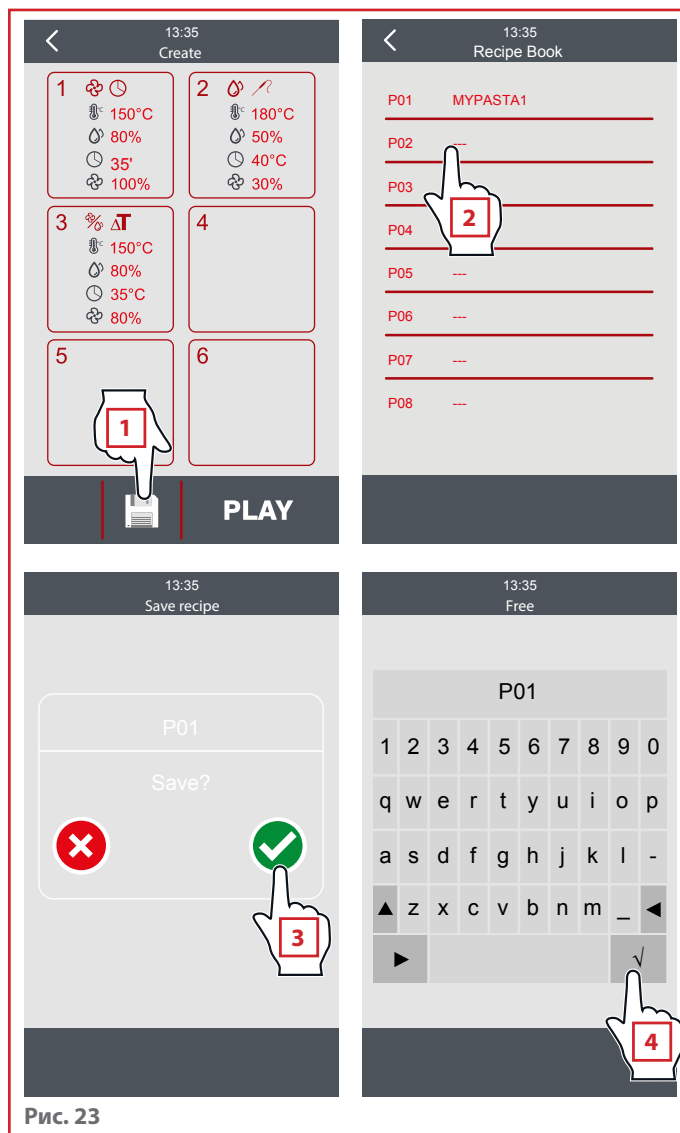 13:35
Create
1
150°C
80%
35'
100%
2
180°C
50%
40°C
30%
3 ΔT
150°C
80%
35°C
80%
4
5
6
1
PLAY
13:35
Recipe Book
P01 MYPASTA1
P02 ---
P03
P04
P05 ---
P06 ---
P07 ---
P08 ---
2
13:35
Save recipe
P01
Save?
3
13:35
Free
P01
1 2 3 4 5 6 7 8 9 0
q w e r t y u i o p
a s d f g h j k l -
▲ z x c v b n m _ ◀
▶ √
4
Рис. 23